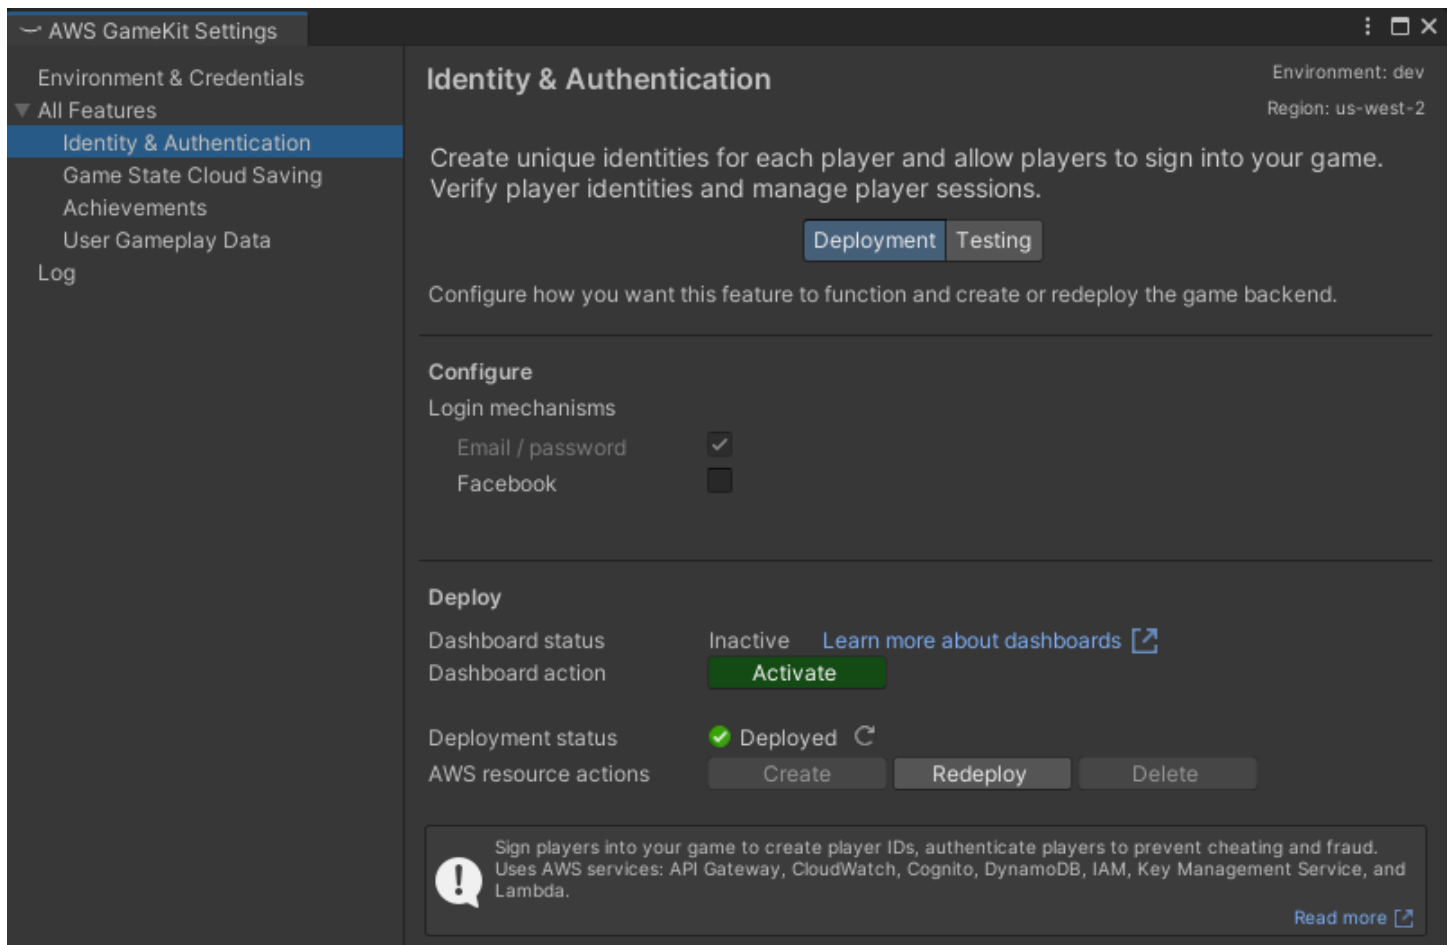 AWS GameKit Settings
Environment & Credentials
All Features
Identity & Authentication
Game State Cloud Saving
Achievements
User Gameplay Data
Log
Identity & Authentication
Environment: dev
Region: us-west-2
Create unique identities for each player and allow players to sign into your game.
Verify player identities and manage player sessions.
Deployment Testing
Configure how you want this feature to function and create or redeploy the game backend.
Configure
Login mechanisms
Email / password
Facebook
Deploy
Dashboard status Inactive Learn more about dashboards
Dashboard action Activate
Deployment status Deployed
AWS resource actions Create Redeploy Delete
Sign players into your game to create player IDs, authenticate players to prevent cheating and fraud.
Uses AWS services: API Gateway, CloudWatch, Cognito, DynamoDB, IAM, Key Management Service, and
Lambda.
Read more